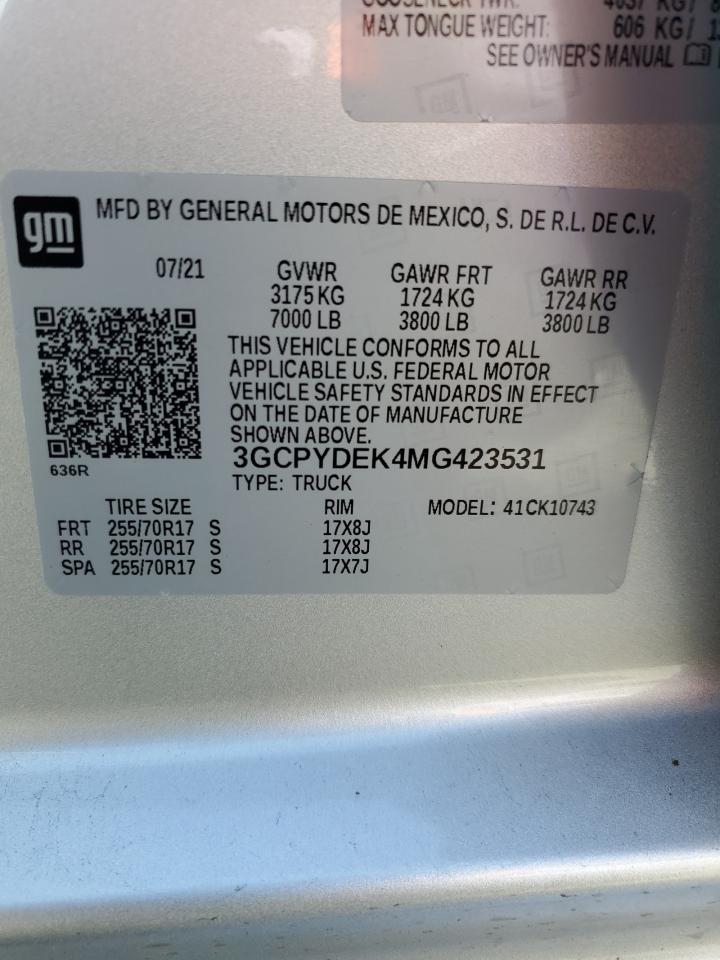 MAX TONGUE WEIGHT: 606 KG/
SEE OWNER'S MANUAL
gm
MFD BY GENERAL MOTORS DE MEXICO, S. DE R.L. DE C.V.
07/21 GVWR GAWR FRT GAWR RR
3175 KG 1724 KG 1724 KG
7000 LB 3800 LB 3800 LB
THIS VEHICLE CONFORMS TO ALL
APPLICABLE U.S. FEDERAL MOTOR
VEHICLE SAFETY STANDARDS IN EFFECT
ON THE DATE OF MANUFACTURE
SHOWN ABOVE.
636R
3GCPYDEK4MG423531
TYPE: TRUCK
TIRE SIZE RIM MODEL: 41CK10743
FRT 255/70R17 S 17X8J
RR 255/70R17 S 17X8J
SPA 255/70R17 S 17X7J